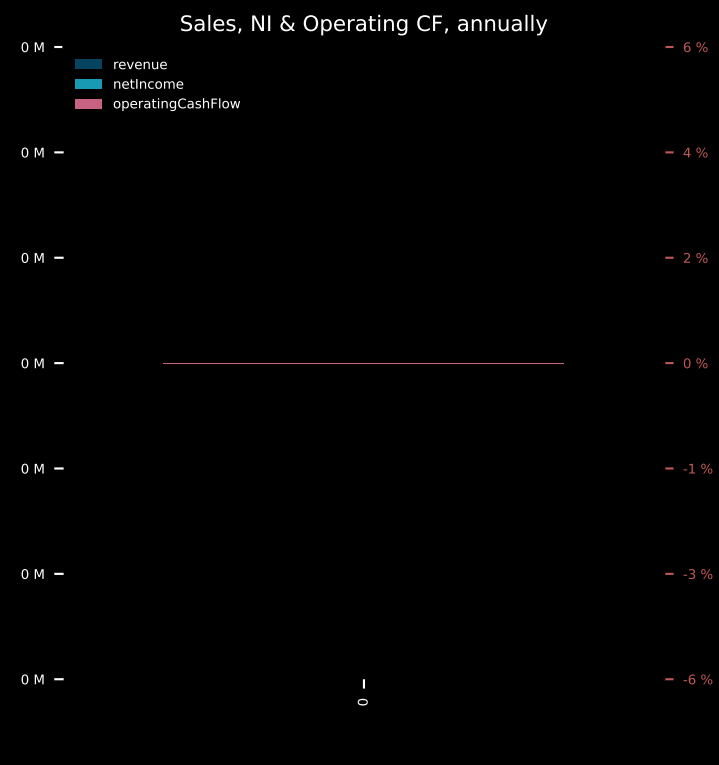 Sales, NI & Operating CF, annually
0 M
6 %
revenue
netIncome
operatingCashFlow
0 M
4 %
0 M
2 %
0 M
0 %
0 M
-1 %
0 M
-3 %
0 M
-6 %
0